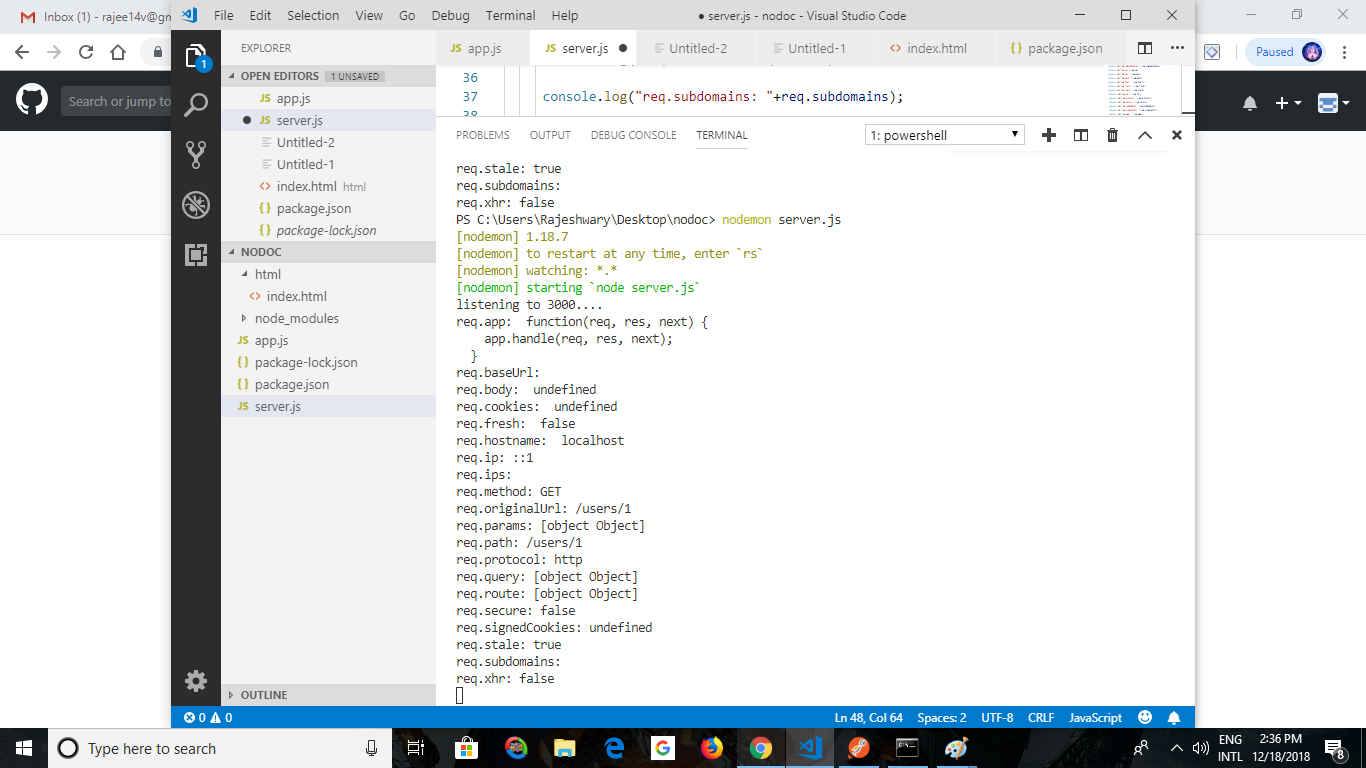 Inbox (1) - rajee14v@gm
File Edit Selection View Go Debug Terminal Help
● server.js - nodoc - Visual Studio Code
Paused
Search or jump to
1
EXPLORER
OPEN EDITORS 1 UNSAVED
JS app.js
● JS server.js
Untitled-2
Untitled-1
<> index.html html
{} package.json
{} package-lock.json
NODOC
html
<> index.html
node_modules
JS app.js
{} package-lock.json
{} package.json
JS server.js
OUTLINE
JS app.js
JS server.js ●
Untitled-2
Untitled-1
<> index.html
{} package.json
36
37 console.log("req.subdomains: "+req.subdomains);
38
PROBLEMS OUTPUT DEBUG CONSOLE TERMINAL
1: powershell
req.stale: true
req.subdomains:
req.xhr: false
PS C:\Users\Rajeshwary\Desktop\nodoc> nodemon server.js
[nodemon] 1.18.7
[nodemon] to restart at any time, enter `rs`
[nodemon] watching: *.*
[nodemon] starting `node server.js`
listening to 3000....
req.app:  function(req, res, next) {
    app.handle(req, res, next);
  }
req.baseUrl:
req.body:  undefined
req.cookies:  undefined
req.fresh:  false
req.hostname:  localhost
req.ip: ::1
req.ips:
req.method: GET
req.originalUrl: /users/1
req.params: [object Object]
req.path: /users/1
req.protocol: http
req.query: [object Object]
req.route: [object Object]
req.secure: false
req.signedCookies: undefined
req.stale: true
req.subdomains:
req.xhr: false
0 0
Ln 48, Col 64 Spaces: 2 UTF-8 CRLF JavaScript
Type here to search
ENG
INTL
2:36 PM
12/18/2018
8